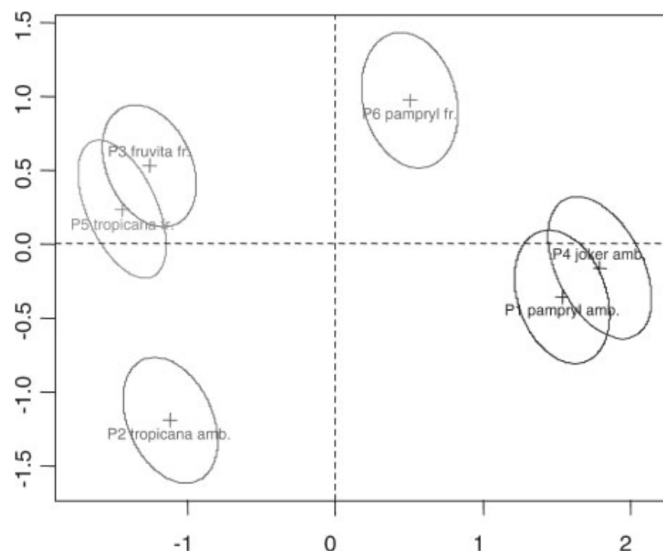 1.5
P6 pampryl fr.
1.0
P3 fruvita fr.
0.5
P5 tropicana fr.
0.0
P4 joker amb.
P1 pampryl amb.
-0.5
-1.0
P2 tropicana amb.
-1.5
-1 0 1 2